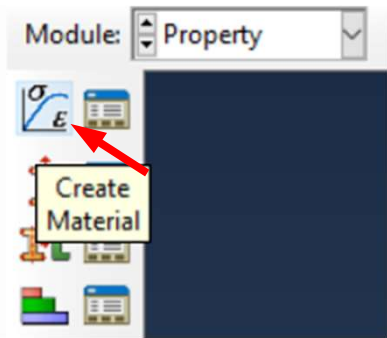 Module: Property
σ
ε
Create
Material